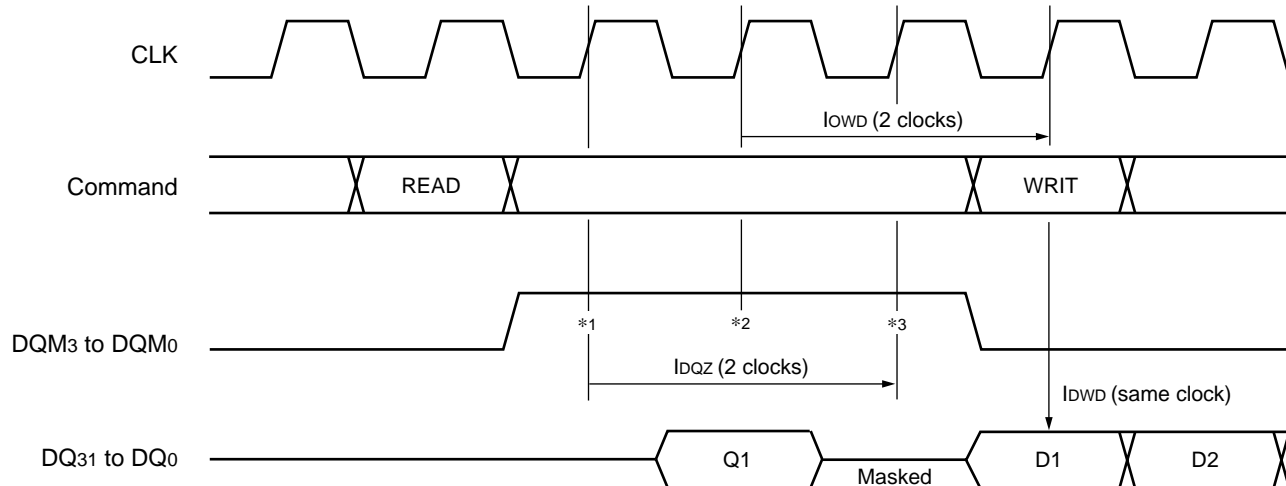 CLK
IOWD (2 clocks)
Command
READ
WRIT
*1
*2
*3
DQM3 to DQM0
IDQZ (2 clocks)
IDWD (same clock)
DQ31 to DQ0
Q1
Masked
D1
D2